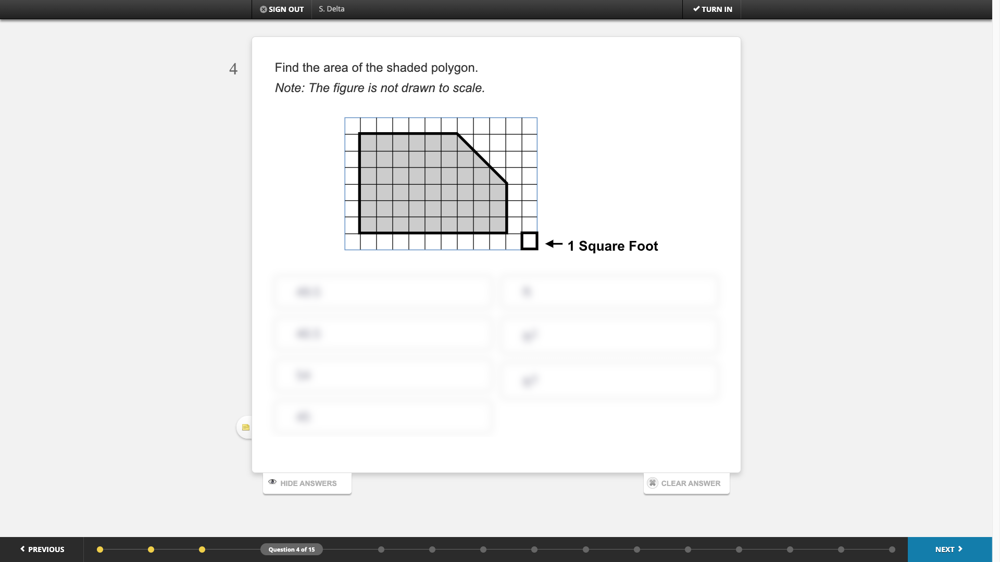 SIGN OUT
S. Delta
TURN IN
4
Find the area of the shaded polygon.
Note: The figure is not drawn to scale.
1 Square Foot
HIDE ANSWERS
CLEAR ANSWER
PREVIOUS
Question 4 of 15
NEXT